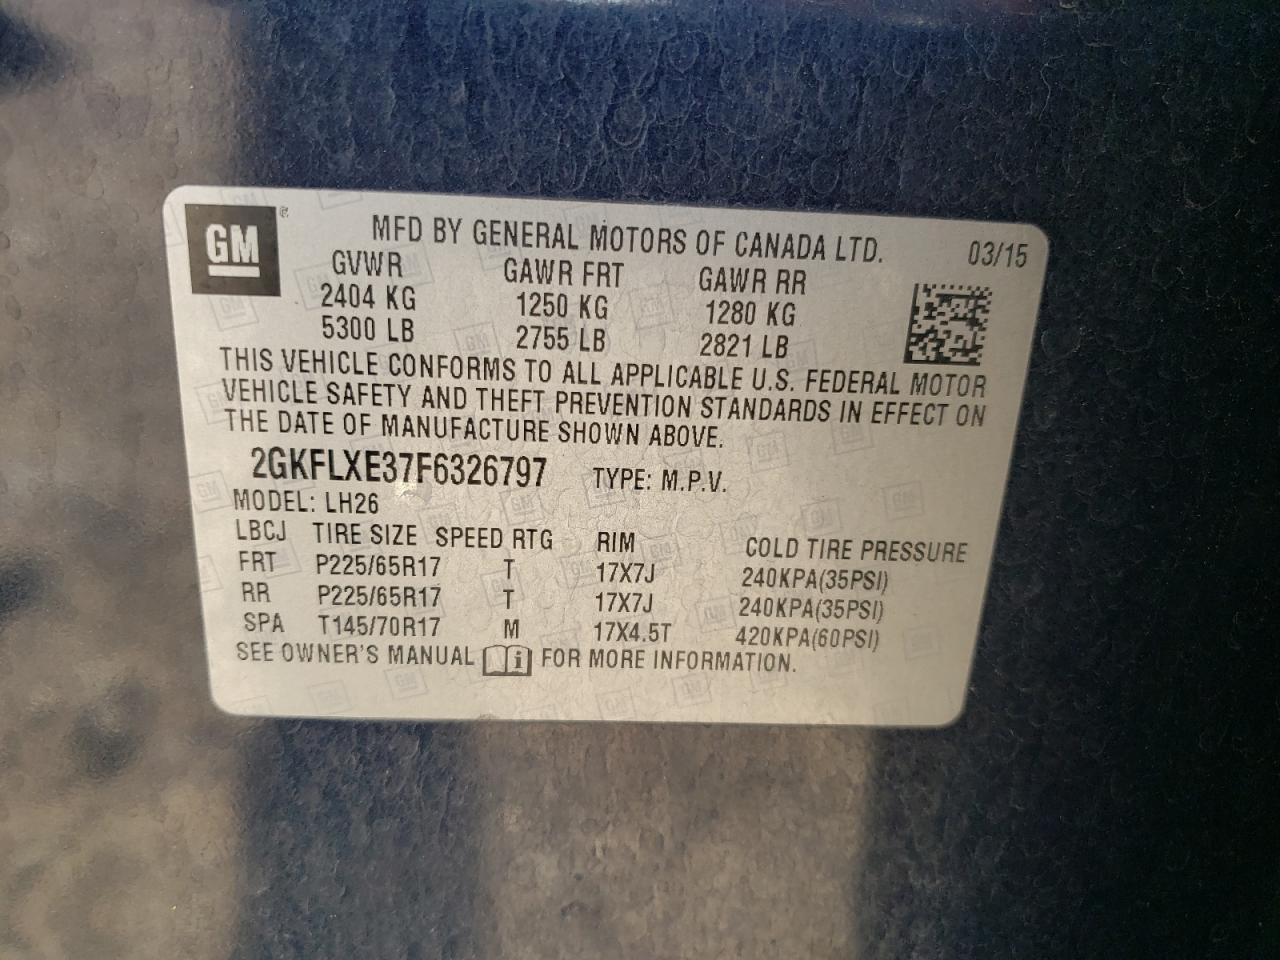 GM
MFD BY GENERAL MOTORS OF CANADA LTD. 03/15
GVWR GAWR FRT GAWR RR
2404 KG 1250 KG 1280 KG
5300 LB 2755 LB 2821 LB
THIS VEHICLE CONFORMS TO ALL APPLICABLE U.S. FEDERAL MOTOR
VEHICLE SAFETY AND THEFT PREVENTION STANDARDS IN EFFECT ON
THE DATE OF MANUFACTURE SHOWN ABOVE.
2GKFLXE37F6326797 TYPE: M.P.V.
MODEL: LH26
LBCJ TIRE SIZE SPEED RTG RIM COLD TIRE PRESSURE
FRT P225/65R17 T 17X7J 240KPA(35PSI)
RR P225/65R17 T 17X7J 240KPA(35PSI)
SPA T145/70R17 M 17X4.5T 420KPA(60PSI)
SEE OWNER'S MANUAL i FOR MORE INFORMATION.